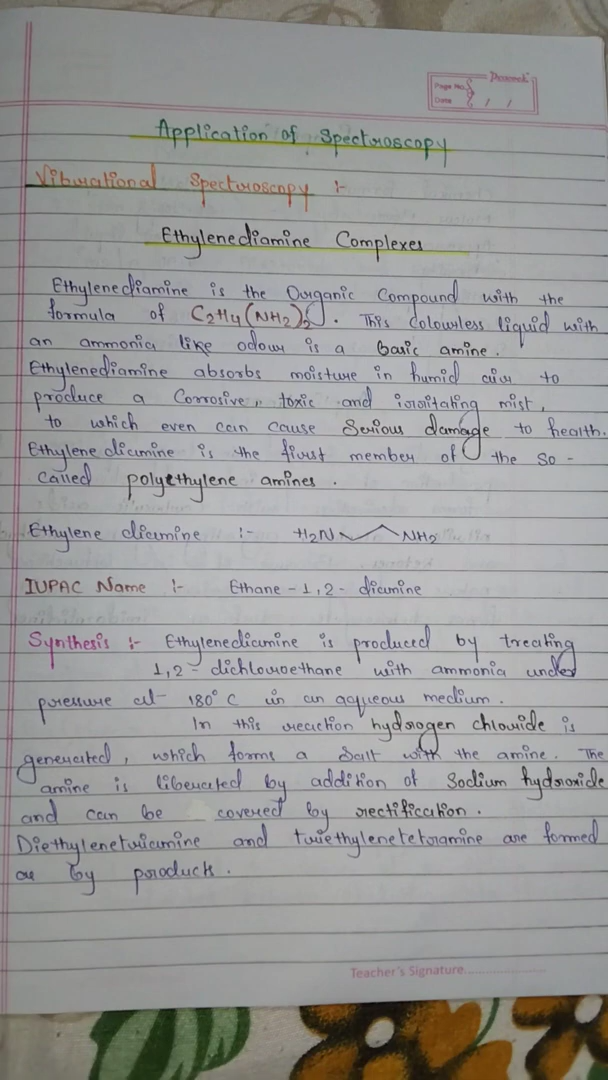 Page No.
Date / /
Application of Spectroscopy
Vibrational Spectroscopy :-
Ethylenediamine Complexes
Ethylenediamine is the Organic Compound with the
formula of C2H4(NH2)2. This Colourless liquid with
an ammonia like odour is a basic amine.
Ethylenediamine absorbs moisture in humid air to
produce a Corrosive, toxic and irritating mist,
to which even can cause Serious damage to health.
Ethylenediamine is the first member of the so-
called polyethylene amines.
Ethylene diamine :- H2N NH2
IUPAC Name :- Ethane-1,2-diamine
Synthesis :- Ethylenediamine is produced by treating
1,2-dichloroethane with ammonia under
pressure at 180°C in an aqueous medium.
In this reaction hydrogen chloride is
generated, which forms a Salt with the amine. The
amine is liberated by addition of Sodium hydroxide
and can be covered by rectification.
Diethylenetriamine and triethylenetetramine are formed
as by products.
Teacher's Signature